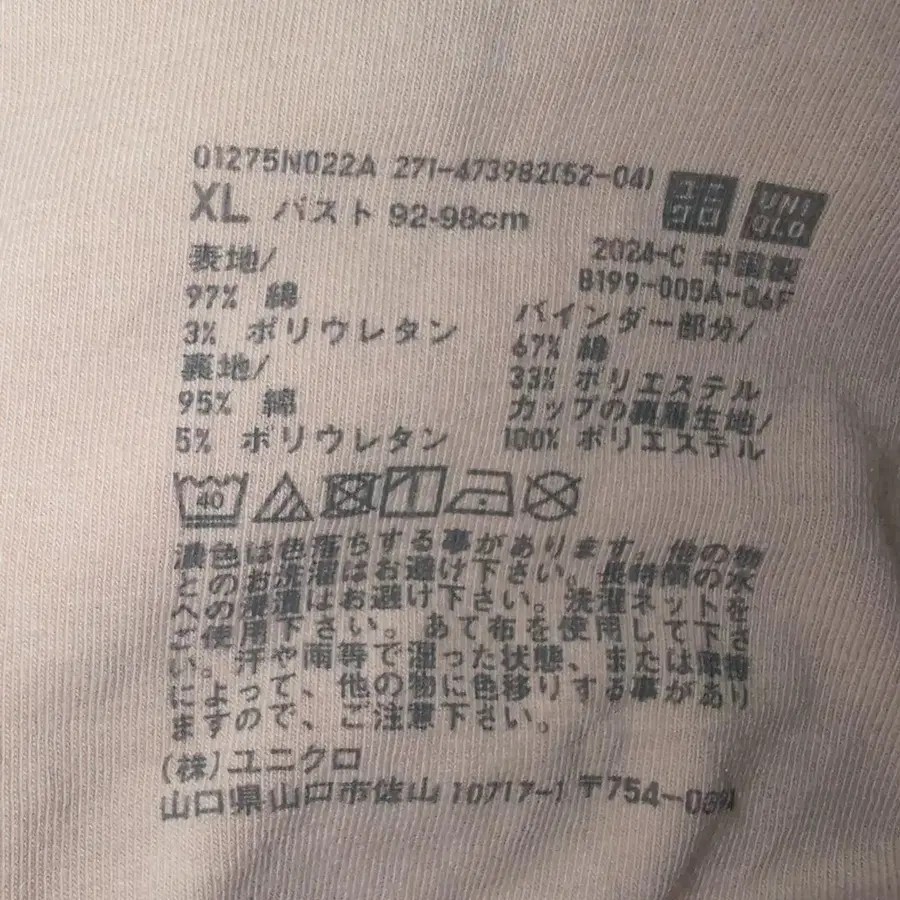 01275N022A 271-473982(52-04)
XL バスト 92-98cm
ユニクロ
UNIQLO
2024-C 中国製
8199-005A-06F
表地/
97% 綿
3% ポリウレタン
裏地/
95% 綿
5% ポリウレタン
バインダー部分/
67% 綿
33% ポリエステル
カップの裏層生地/
100% ポリエステル
40
濃色は色落ちする事があります。他の物
とのお洗濯はお避け下さい。長時間の水
への浸漬はお避け下さい。洗濯ネットを
ご使用下さい。 あて布を使用して下さ
い。汗や雨等で湿った状態、または摩擦
によって、他の物に色移りする事があり
ますので、ご注意下さい。
(株)ユニクロ
山口県山口市佐山 10717-1 〒754-